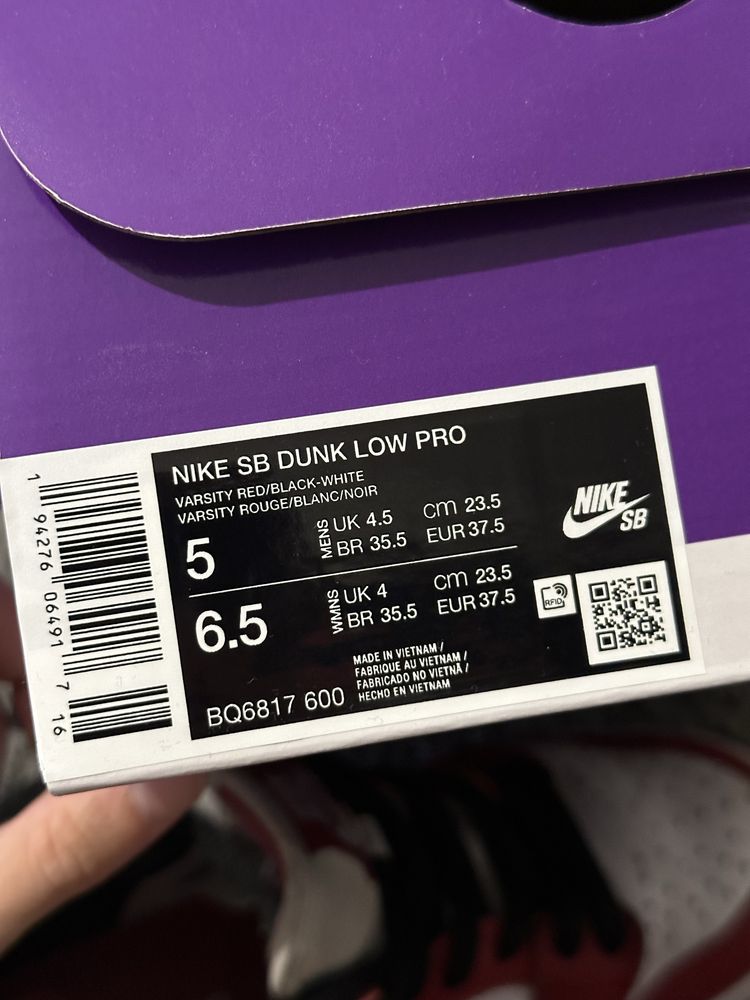 NIKE SB DUNK LOW PRO
VARSITY RED/BLACK-WHITE
VARSITY ROUGE/BLANC/NOIR
5
MENS
UK 4.5
CM 23.5
BR 35.5
EUR 37.5
6.5
WMNS
UK 4
CM 23.5
BR 35.5
EUR 37.5
MADE IN VIETNAM /
FABRIQUE AU VIETNAM /
FABRICADO NO VIETNÃ /
HECHO EN VIETNAM
BQ6817 600
NIKE
SB
RFID
1 94276 06491 7 16